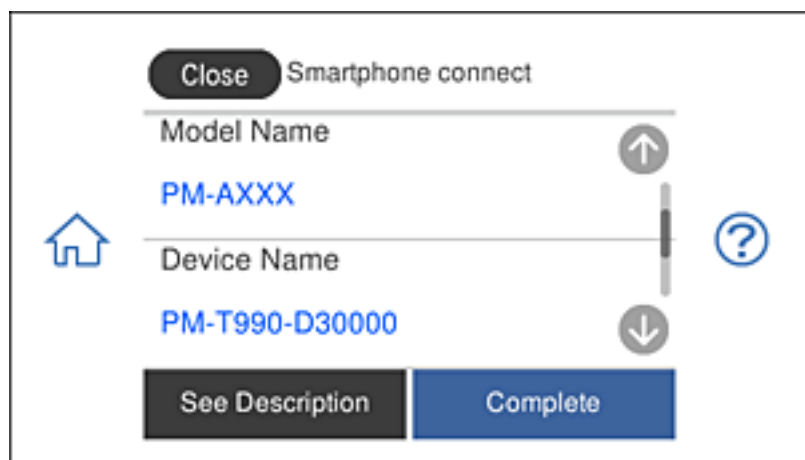 Close Smartphone connect
Model Name
PM-AXXX
Device Name
PM-T990-D30000
See Description Complete